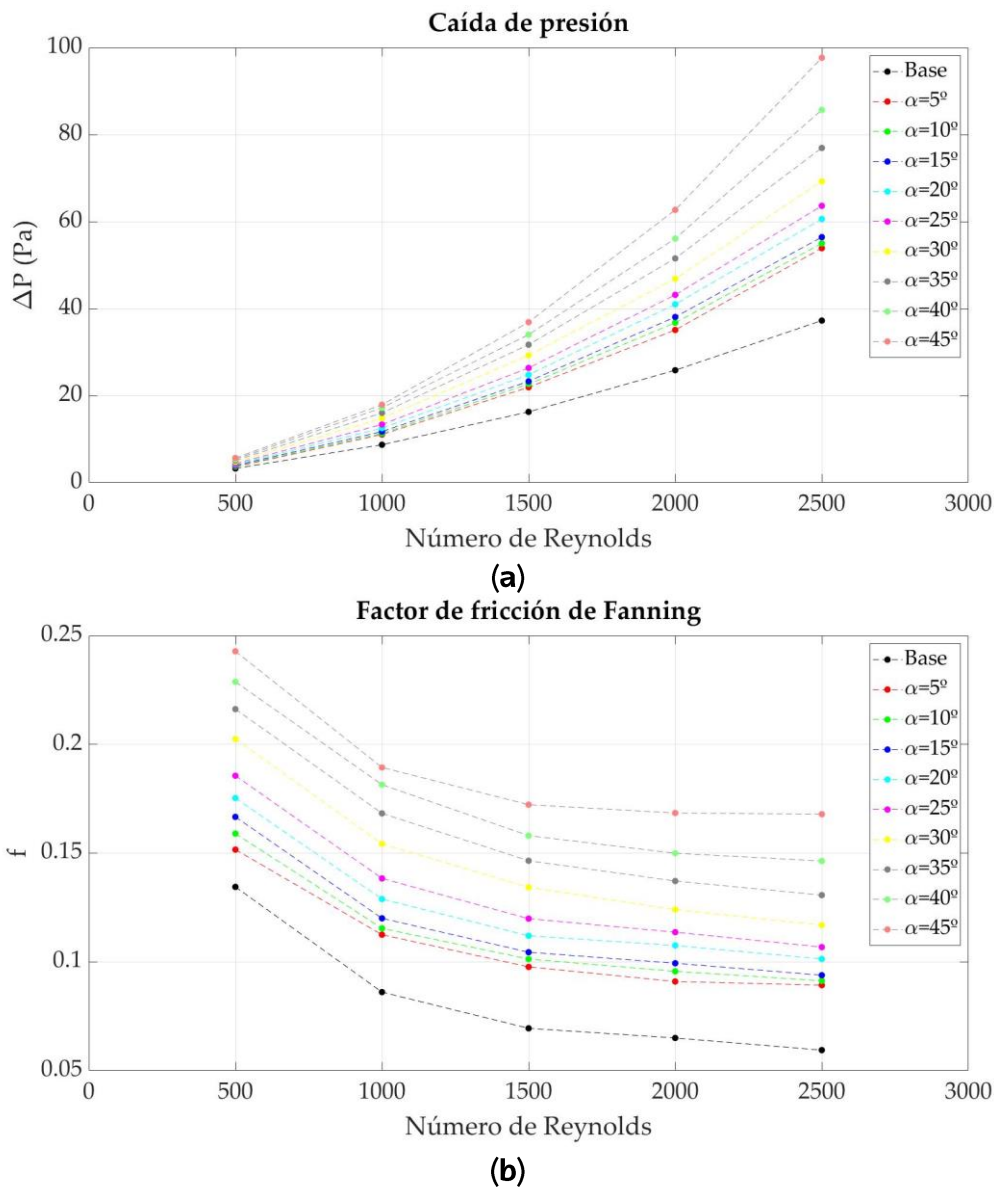 Caída de presión
100
80
60
40
20
0
ΔP (Pa)
0 500 1000 1500 2000 2500 3000
Número de Reynolds
Base
α=5º
α=10º
α=15º
α=20º
α=25º
α=30º
α=35º
α=40º
α=45º
(a)
Factor de fricción de Fanning
0.25
0.2
0.15
0.1
0.05
f
0 500 1000 1500 2000 2500 3000
Número de Reynolds
Base
α=5º
α=10º
α=15º
α=20º
α=25º
α=30º
α=35º
α=40º
α=45º
(b)